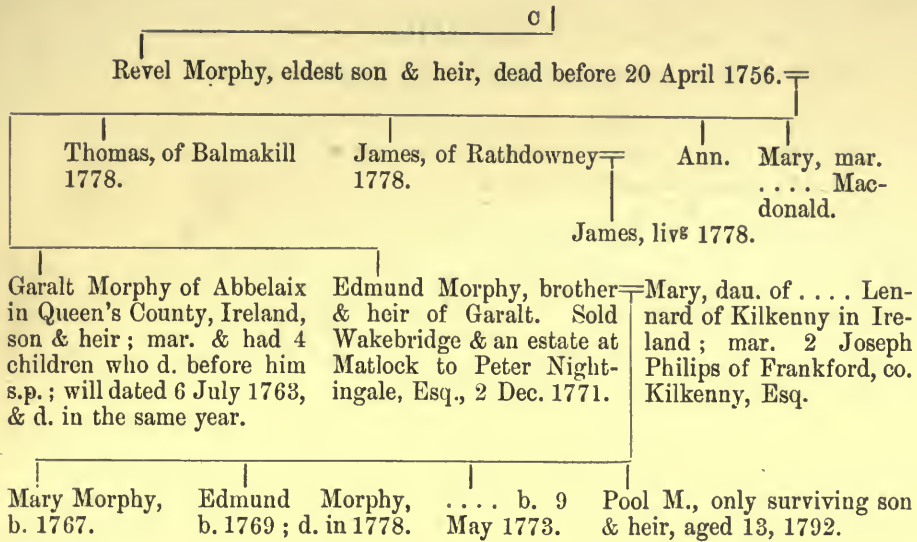 C
Revel Morphy, eldest son & heir, dead before 20 April 1756.
Thomas, of Balmakill
1778.
James, of Rathdowney
1778.
Ann.
Mary, mar.
.... Mac-
donald.
James, livg 1778.
Garalt Morphy of Abbelaix
in Queen's County, Ireland,
son & heir; mar. & had 4
children who d. before him
s.p.; will dated 6 July 1763,
& d. in the same year.
Edmund Morphy, brother
& heir of Garalt. Sold
Wakebridge & an estate at
Matlock to Peter Night-
ingale, Esq., 2 Dec. 1771.
Mary, dau. of .... Len-
nard of Kilkenny in Ire-
land; mar. 2 Joseph
Philips of Frankford, co.
Kilkenny, Esq.
Mary Morphy,
b. 1767.
Edmund Morphy,
b. 1769; d. in 1778.
.... b. 9
May 1773.
Pool M., only surviving son
& heir, aged 13, 1792.